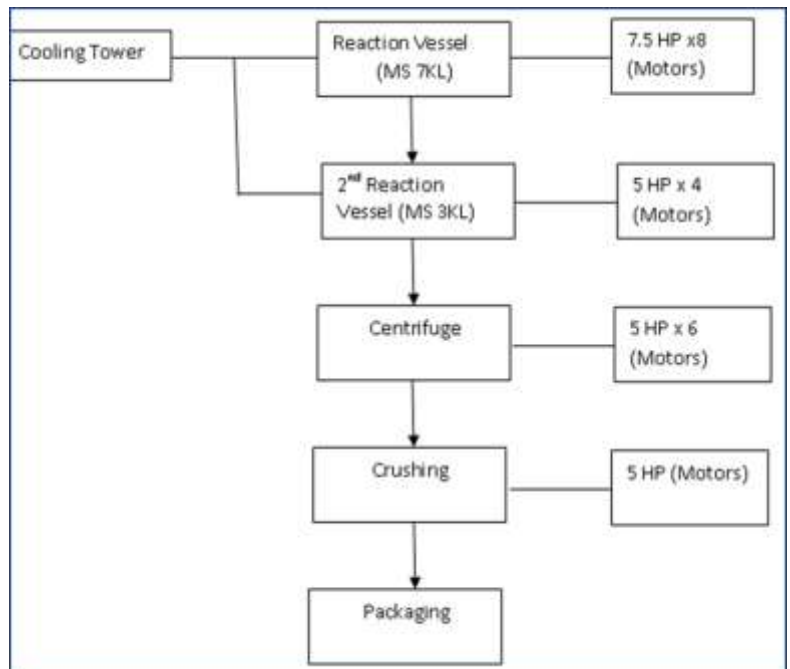 Cooling Tower
Reaction Vessel
(MS 7KL)
7.5 HP x8
(Motors)
2nd Reaction
Vessel (MS 3KL)
5 HP x 4
(Motors)
Centrifuge
5 HP x 6
(Motors)
Crushing
5 HP (Motors)
Packaging